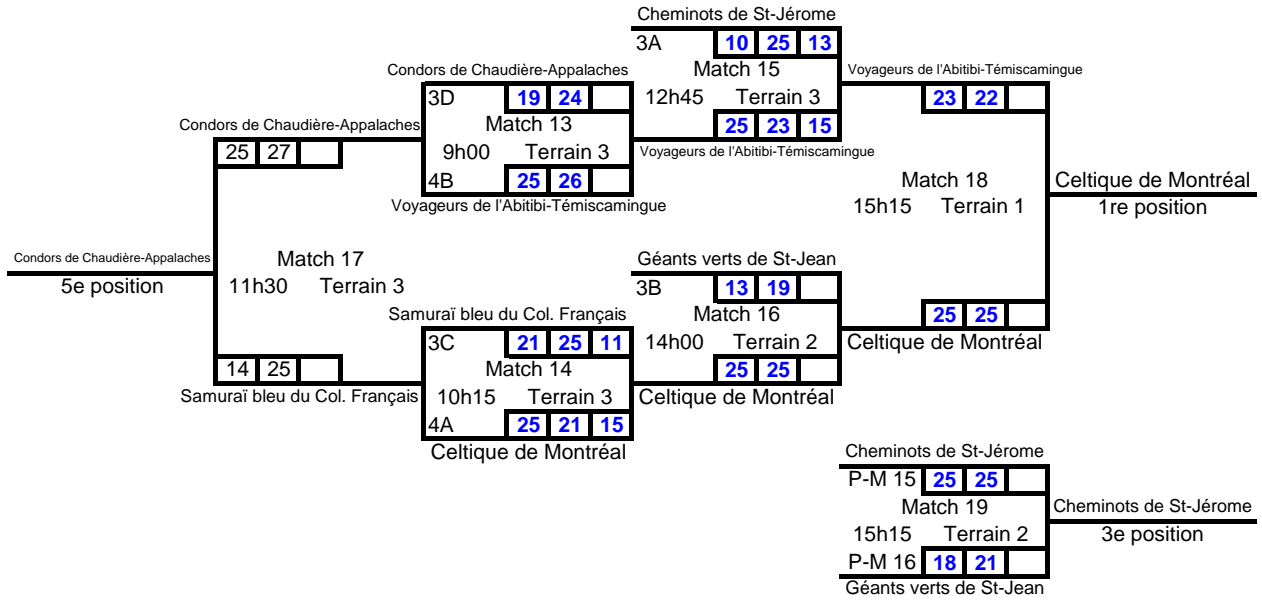 Cheminots de St-Jérome
3A 10 25 13
Match 15
12h45 Terrain 3
25 23 15
Voyageurs de l'Abitibi-Témiscamingue
Condors de Chaudière-Appalaches
3D 19 24
Match 13
9h00 Terrain 3
4B 25 26
Voyageurs de l'Abitibi-Témiscamingue
Condors de Chaudière-Appalaches
25 27
Match 17
11h30 Terrain 3
14 25
Samuraï bleu du Col. Français
Condors de Chaudière-Appalaches
5e position
Samuraï bleu du Col. Français
3C 21 25 11
Match 14
10h15 Terrain 3
4A 25 21 15
Celtique de Montréal
Géants verts de St-Jean
3B 13 19
Match 16
14h00 Terrain 2
25 25
Celtique de Montréal
Voyageurs de l'Abitibi-Témiscamingue
23 22
Match 18
15h15 Terrain 1
25 25
Celtique de Montréal
Celtique de Montréal
1re position
Cheminots de St-Jérome
P-M 15 25 25
Match 19
15h15 Terrain 2
P-M 16 18 21
Géants verts de St-Jean
Cheminots de St-Jérome
3e position